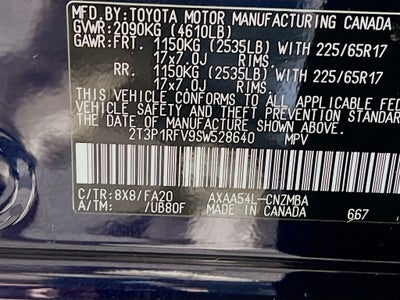 MFD. BY: TOYOTA MOTOR MANUFACTURING CANADA
GVWR: 2090KG (4610LB)
GAWR: FRT. 1150KG (2535LB) WITH 225/65R17
17x7.0J RIMS,
RR. 1150KG (2535LB) WITH 225/65R17
17x7.0J RIMS,
THIS VEHICLE CONFORMS TO ALL APPLICABLE FED
VEHICLE SAFETY AND THEFT PREVENTION STANDARD
THE DATE OF MANUFACTURE SHOWN
2T3P1RFV9SW528640 MPV
C/TR: 8X8/FA20 AXAA54L-CNZMBA
A/TM: /UB80F MADE IN CANADA 667